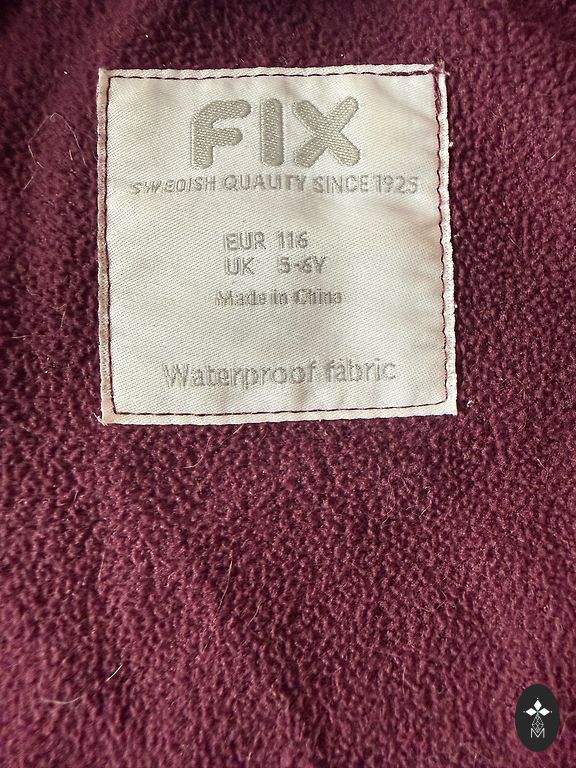 FIX
SWEDISH QUALITY SINCE 1925
EUR 116
UK 5-6Y
Made in China
Waterproof fabric
M